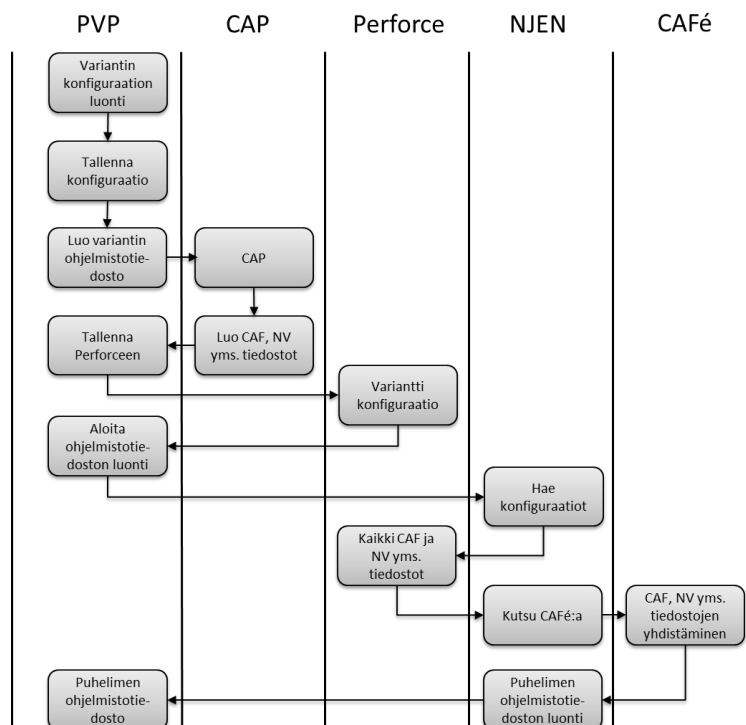 PVP CAP Perforce NJEN CAFé
Variantin
konfiguraation
luonti
Tallenna
konfiguraatio
Luo variantin
ohjelmistotie-
dosto
CAP
Tallenna
Perforceen
Luo CAF, NV
yms. tiedostot
Variantti
konfiguraatio
Aloita
ohjelmistotie-
doston luonti
Hae
konfiguraatiot
Kaikki CAF ja
NV yms.
tiedostot
Kutsu CAFé:a
CAF, NV yms.
tiedostojen
yhdistäminen
Puhelimen
ohjelmistotie-
dosto
Puhelimen
ohjelmistotie-
doston luonti